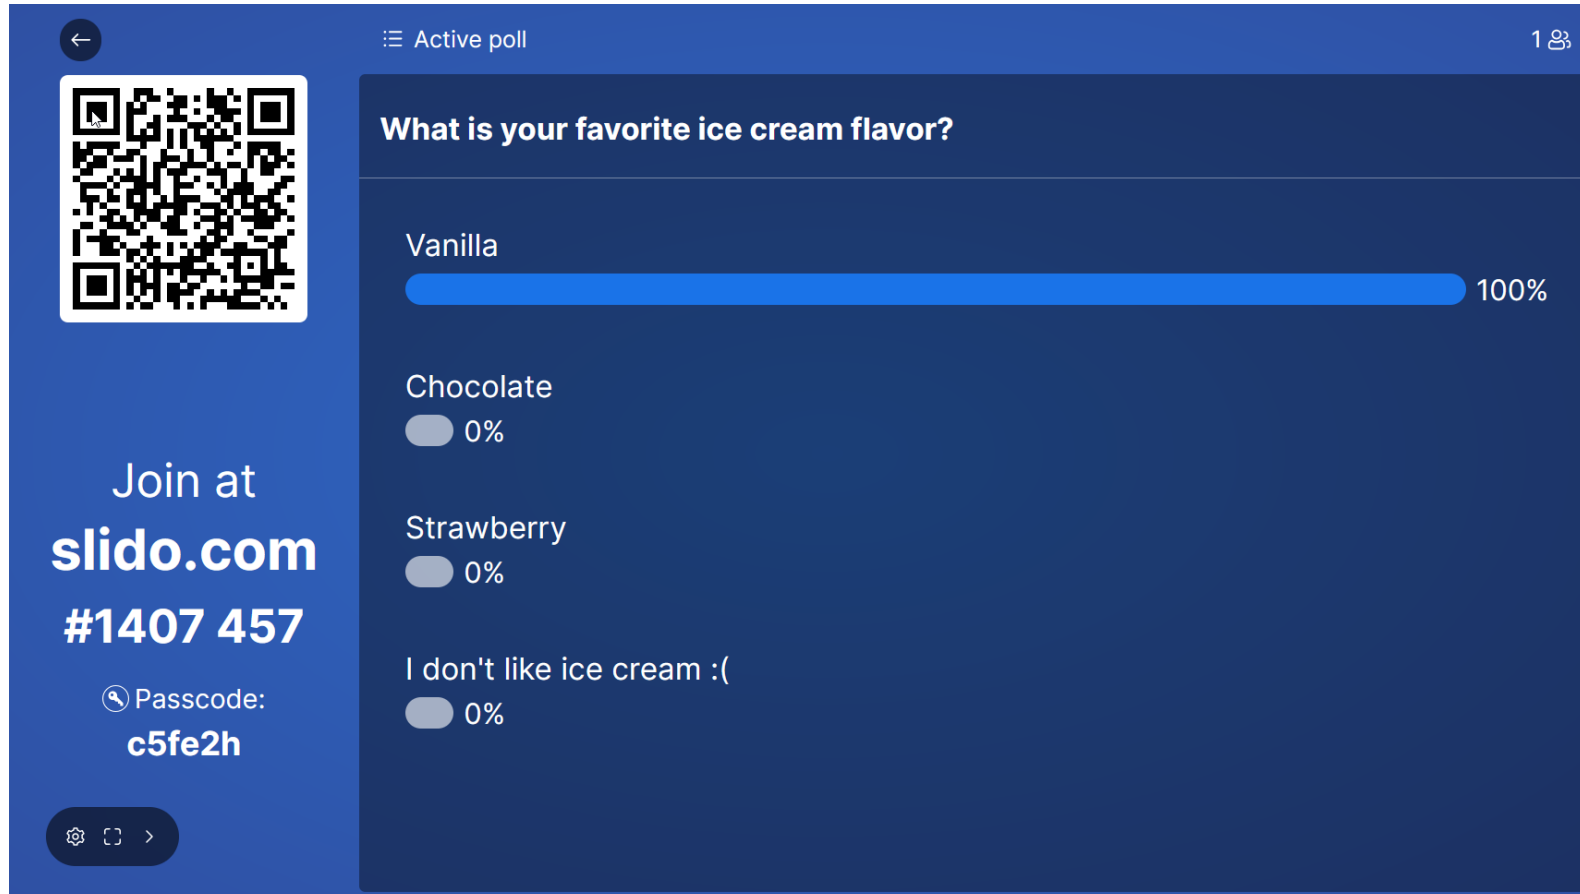 Active poll
1
What is your favorite ice cream flavor?
Vanilla
100%
Chocolate
0%
Strawberry
0%
I don't like ice cream :(
0%
Join at
slido.com
#1407 457
Passcode:
c5fe2h